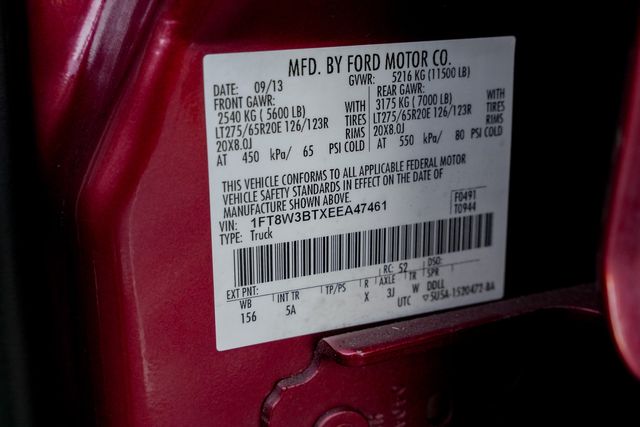 MFD. BY FORD MOTOR CO.
DATE: 09/13 GVWR: 5216 KG (11500 LB)
FRONT GAWR: REAR GAWR:
2540 KG ( 5600 LB) WITH 3175 KG ( 7000 LB) WITH
LT275/65R20E 126/123R TIRES LT275/65R20E 126/123R TIRES
20X8.0J RIMS 20X8.0J RIMS
AT 450 kPa/ 65 PSI COLD AT 550 kPa/ 80 PSI COLD
THIS VEHICLE CONFORMS TO ALL APPLICABLE FEDERAL MOTOR
VEHICLE SAFETY STANDARDS IN EFFECT ON THE DATE OF
MANUFACTURE SHOWN ABOVE.
VIN: 1FT8W3BTXEEA47461 F0491
TYPE: Truck T0944
RC: 52 DSO:
EXT PNT:
WB INT TR TP/PS R AXLE TR SPR
156 5A X 3J W DDLL
UTC ▽5U5A-1520472-BA